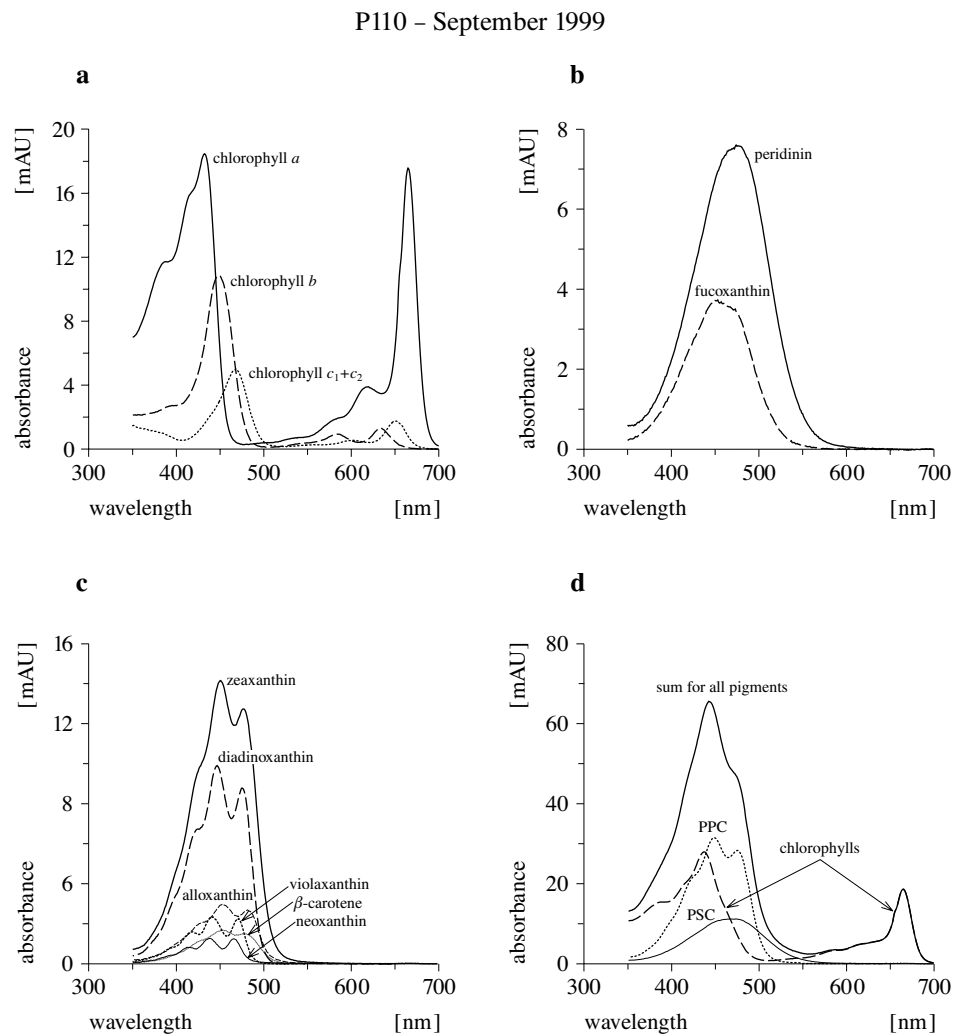 P110 – September 1999
a
[mAU]
absorbance
20
16
12
8
4
0
chlorophyll a
chlorophyll b
chlorophyll c1+c2
300 400 500 600 700
wavelength [nm]
b
[mAU]
absorbance
8
6
4
2
0
peridinin
fucoxanthin
300 400 500 600 700
wavelength [nm]
c
[mAU]
absorbance
16
12
8
4
0
zeaxanthin
diadinoxanthin
alloxanthin
violaxanthin
β-carotene
neoxanthin
300 400 500 600 700
wavelength [nm]
d
[mAU]
absorbance
80
60
40
20
0
sum for all pigments
PPC
chlorophylls
PSC
300 400 500 600 700
wavelength [nm]